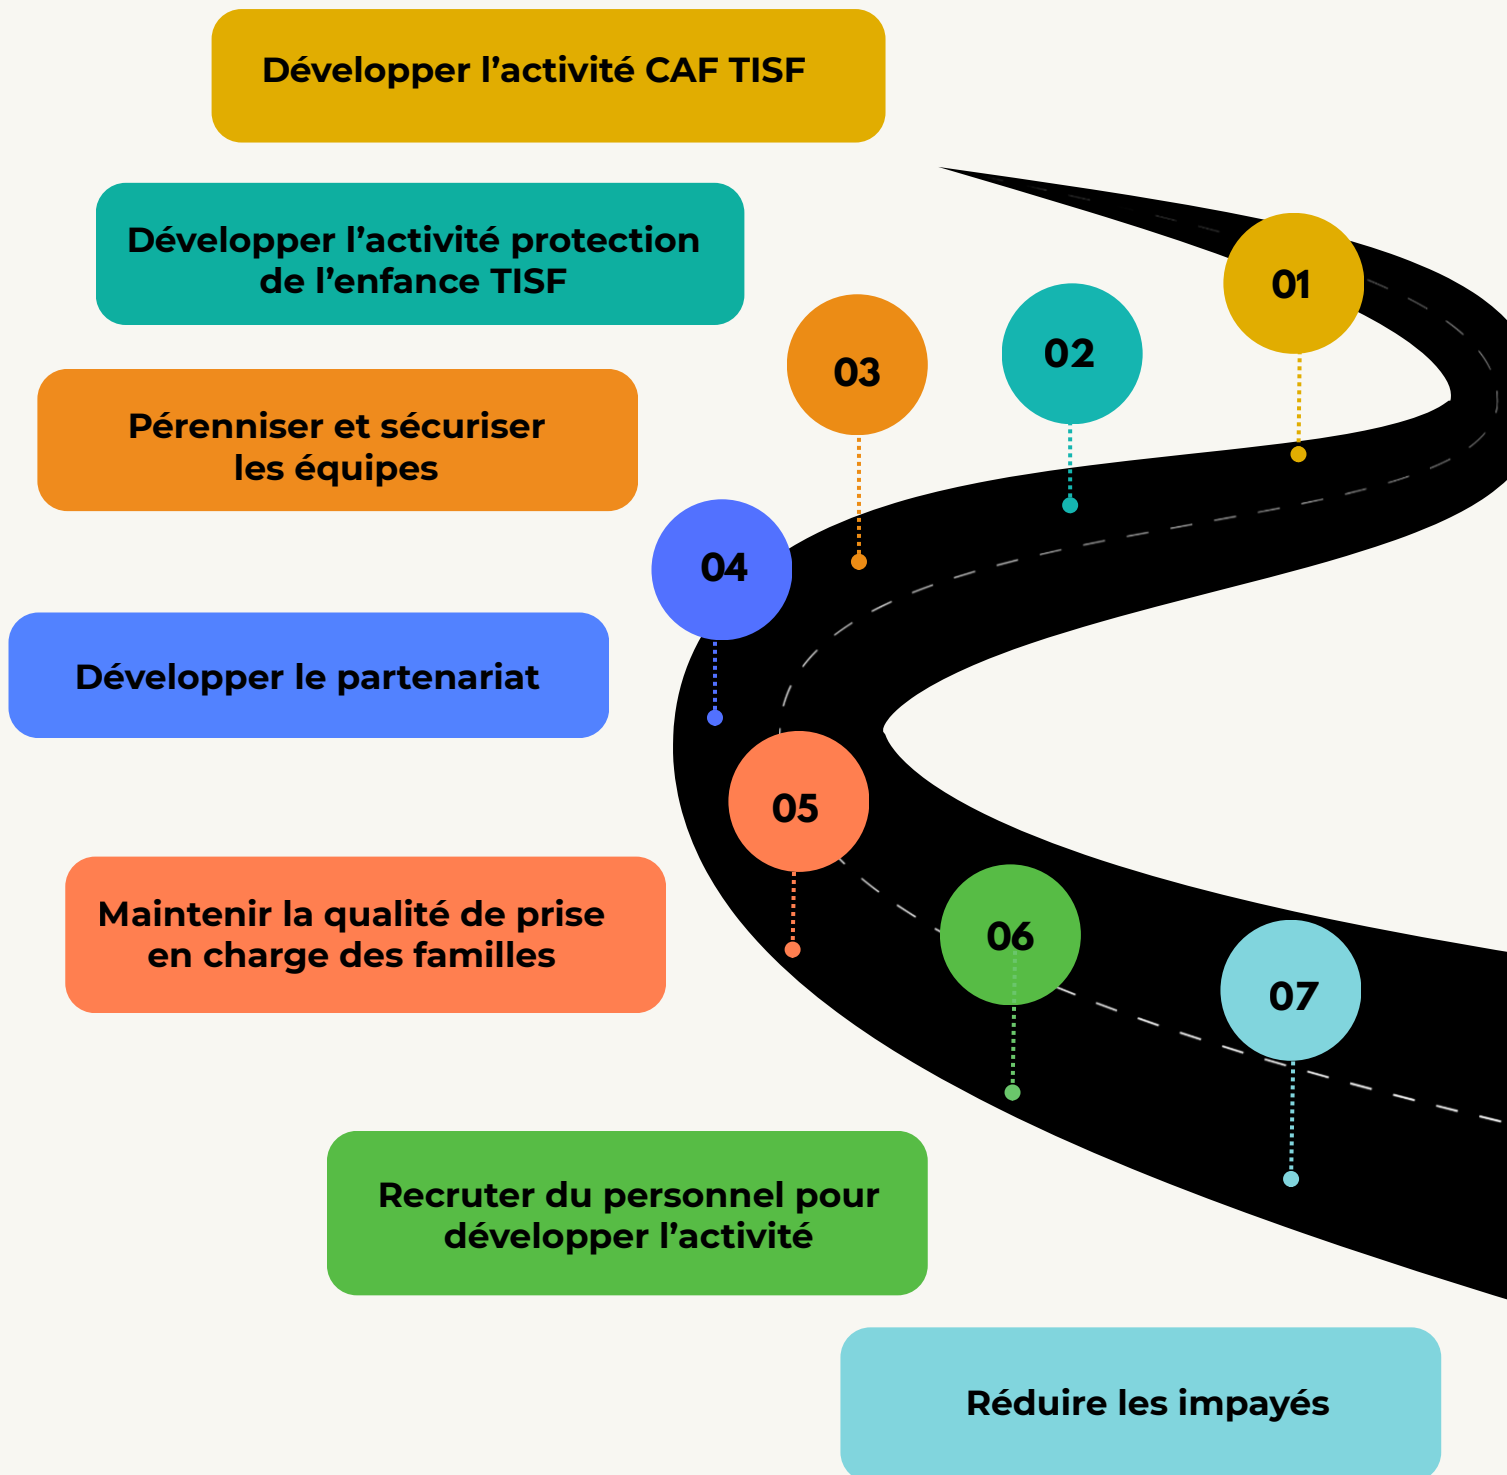 Développer l’activité CAF TISF
Développer l’activité protection
de l’enfance TISF
Pérenniser et sécuriser
les équipes
Développer le partenariat
Maintenir la qualité de prise
en charge des familles
Recruter du personnel pour
développer l’activité
Réduire les impayés
01
02
03
04
05
06
07